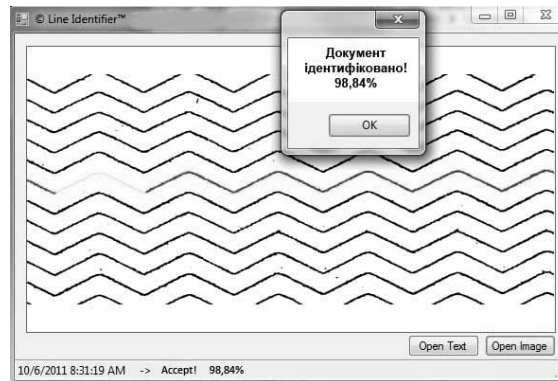 © Line Identifier™
Документ
ідентифіковано!
98,84%
OK
Open Text
Open Image
10/6/2011 8:31:19 AM -> Accept! 98,84%